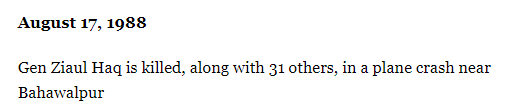 August 17, 1988
Gen Ziaul Haq is killed, along with 31 others, in a plane crash near
Bahawalpur